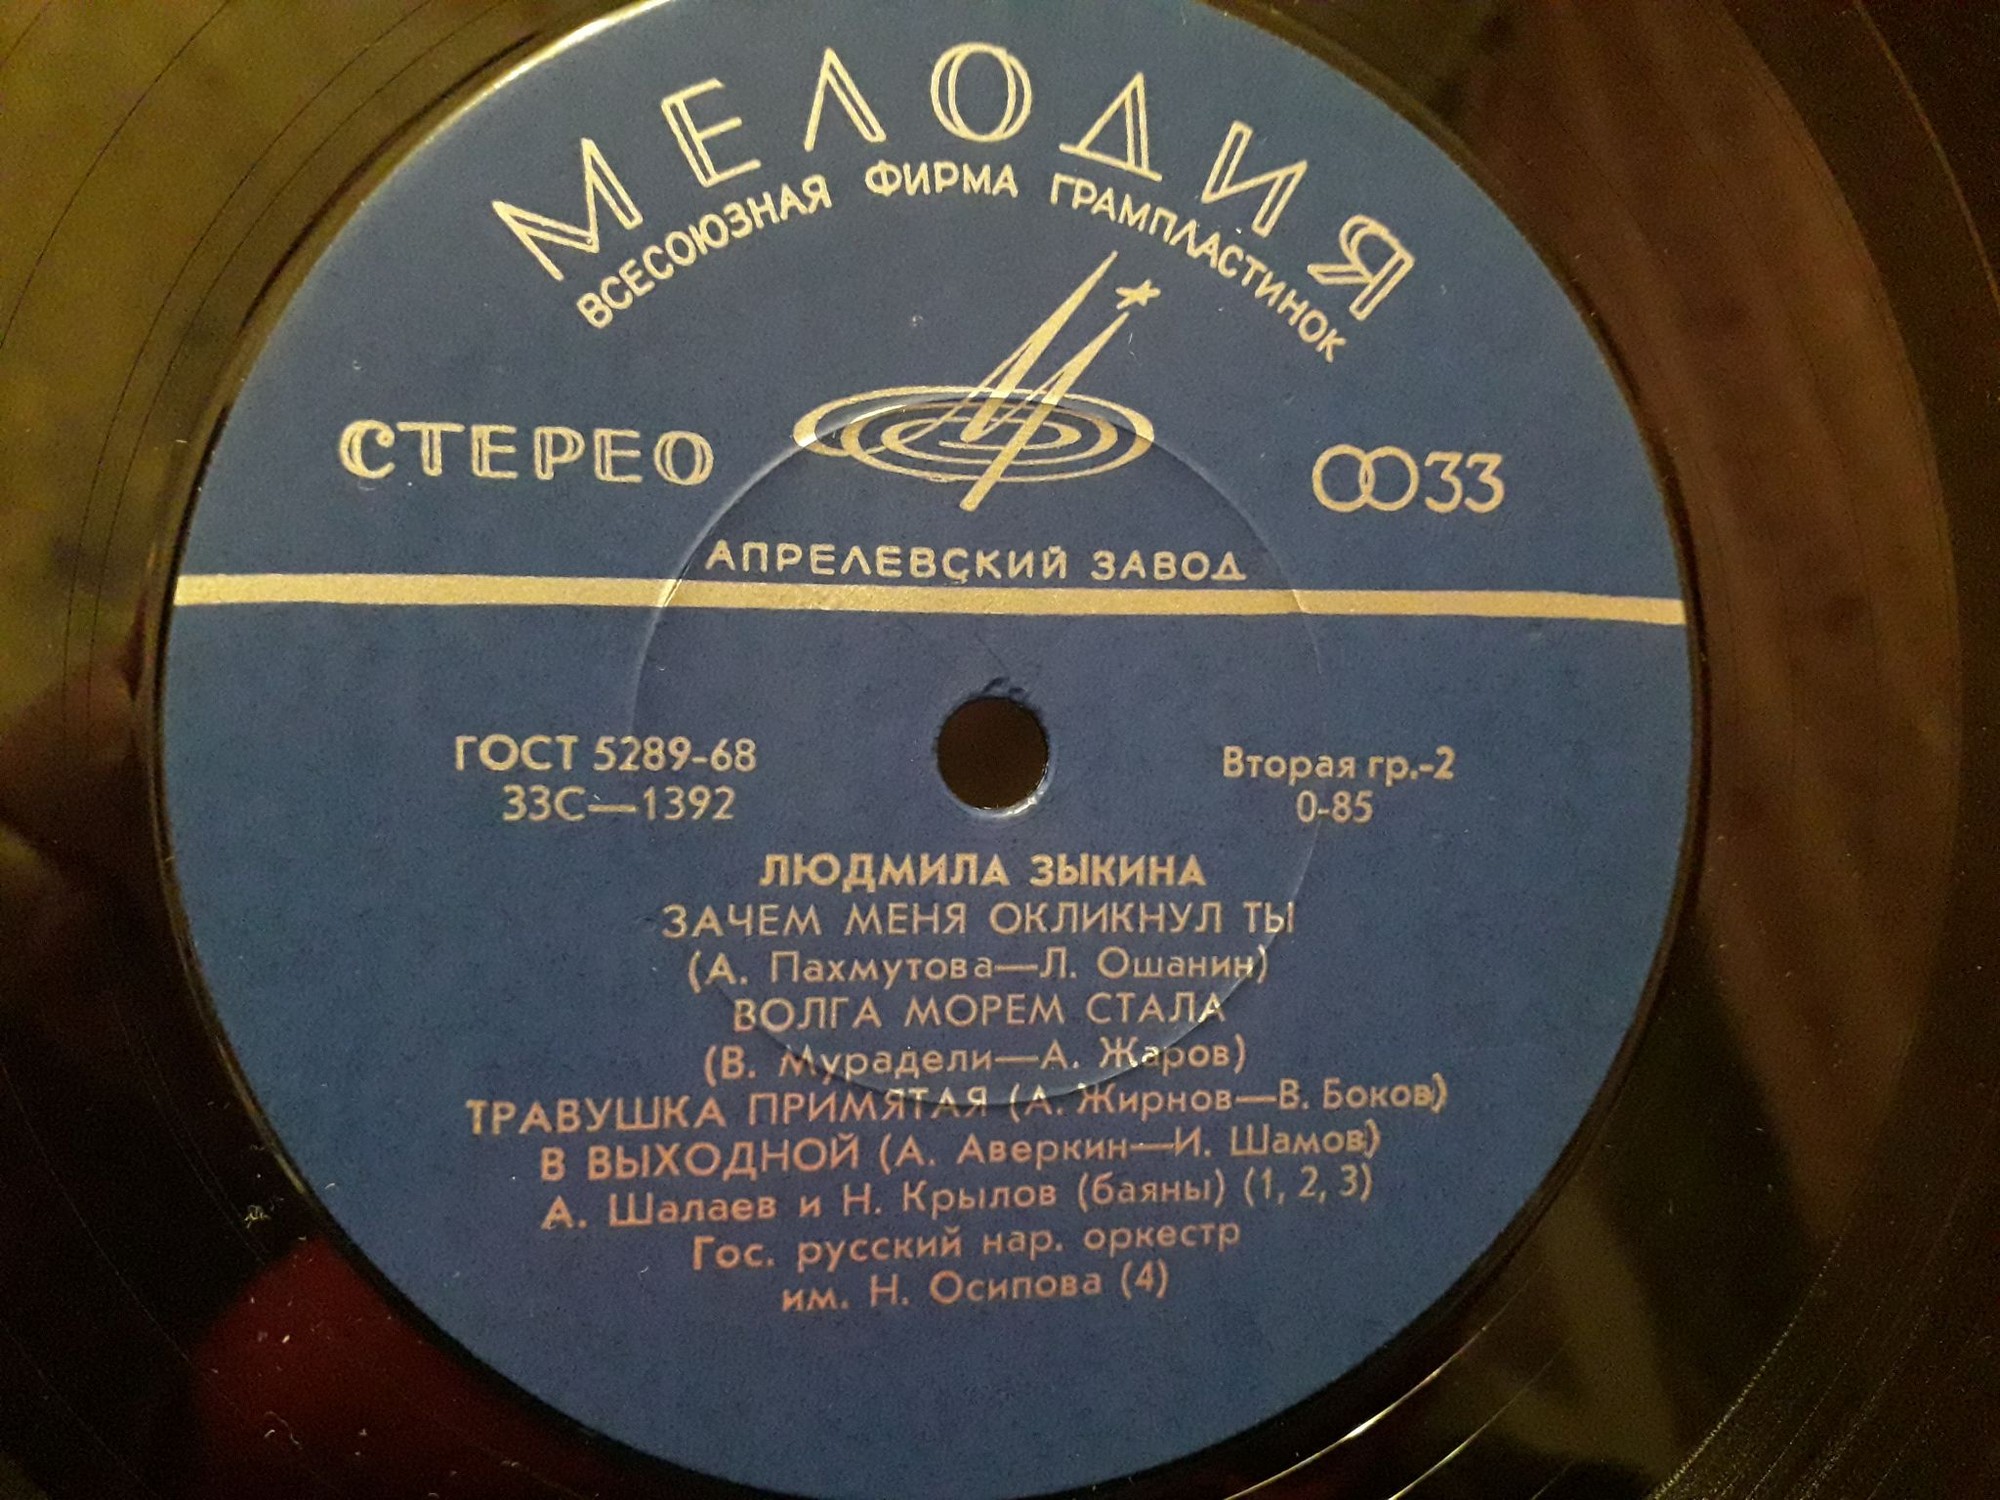 МЕЛОДИЯ
ВСЕСОЮЗНАЯ ФИРМА ГРАМПЛАСТИНОК
СТЕРЕО
33
АПРЕЛЕВСКИЙ ЗАВОД
ГОСТ 5289-68
33С—1392
Вторая гр.-2
0-85
ЛЮДМИЛА ЗЫКИНА
ЗАЧЕМ МЕНЯ ОКЛИКНУЛ ТЫ
(А. Пахмутова—Л. Ошанин)
ВОЛГА МОРЕМ СТАЛА
(В. Мурадели—А. Жаров)
ТРАВУШКА ПРИМЯТАЯ (А. Жирнов—В. Боков)
В ВЫХОДНОЙ (А. Аверкин—И. Шамов)
А. Шалаев и Н. Крылов (баяны) (1, 2, 3)
Гос. русский нар. оркестр
им. Н. Осипова (4)